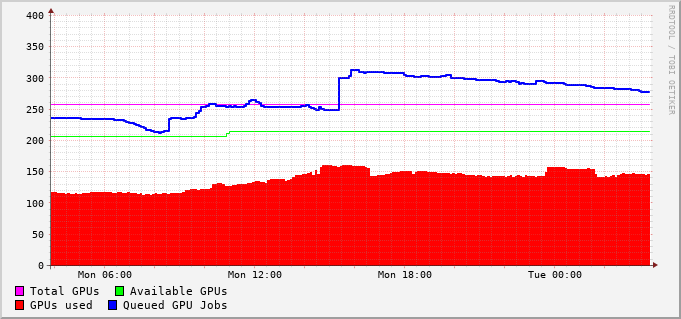 400
350
300
250
200
150
100
50
0
Mon 06:00 Mon 12:00 Mon 18:00 Tue 00:00
Total GPUs Available GPUs
GPUs used Queued GPU Jobs
RRDTOOL / TOBI OETIKER